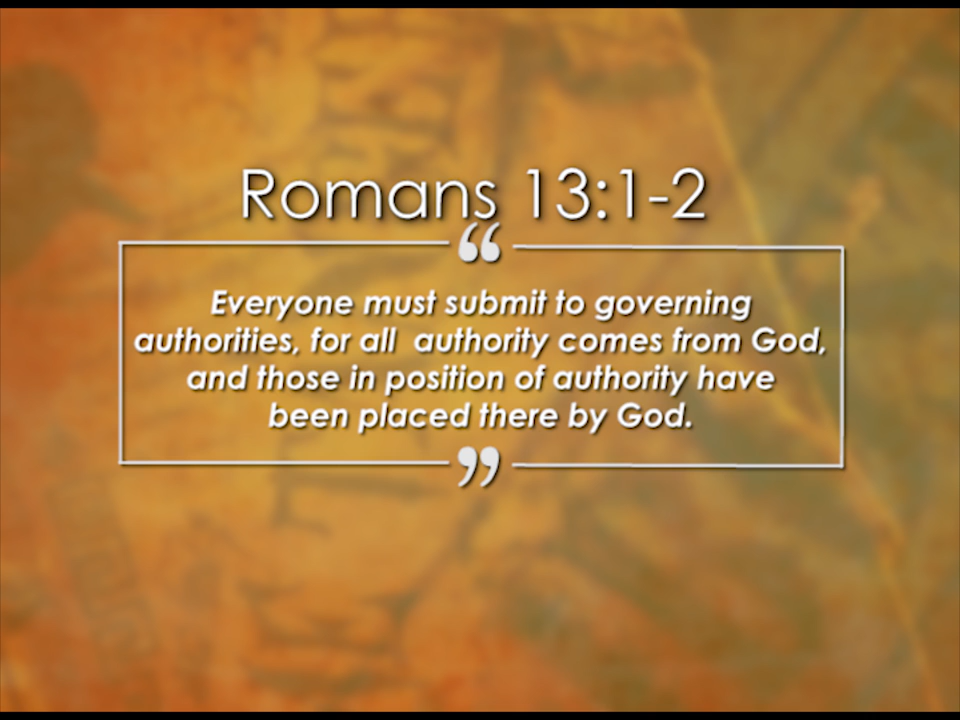 Romans 13:1-2
“
Everyone must submit to governing
authorities, for all authority comes from God,
and those in position of authority have
been placed there by God.
”